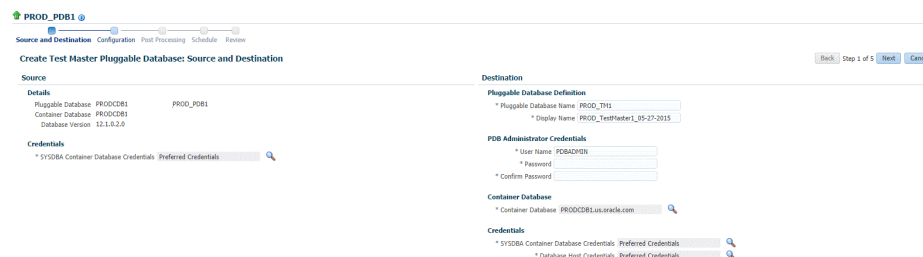 PROD_PDB1
Source and Destination Configuration Post Processing Schedule Review
Create Test Master Pluggable Database: Source and Destination
Back Step 1 of 5 Next Canc
Source
Details
Pluggable Database PRODCDB1 PROD_PDB1
Container Database PRODCDB1
Database Version 12.1.0.2.0
Credentials
* SYSDBA Container Database Credentials Preferred Credentials
Destination
Pluggable Database Definition
* Pluggable Database Name PROD_TM1
* Display Name PROD_TestMaster1_05-27-2015
PDB Administrator Credentials
* User Name PDBADMIN
* Password
* Confirm Password
Container Database
* Container Database PRODCDB1.us.oracle.com
Credentials
* SYSDBA Container Database Credentials Preferred Credentials
* Database Host Credentials Preferred Credentials